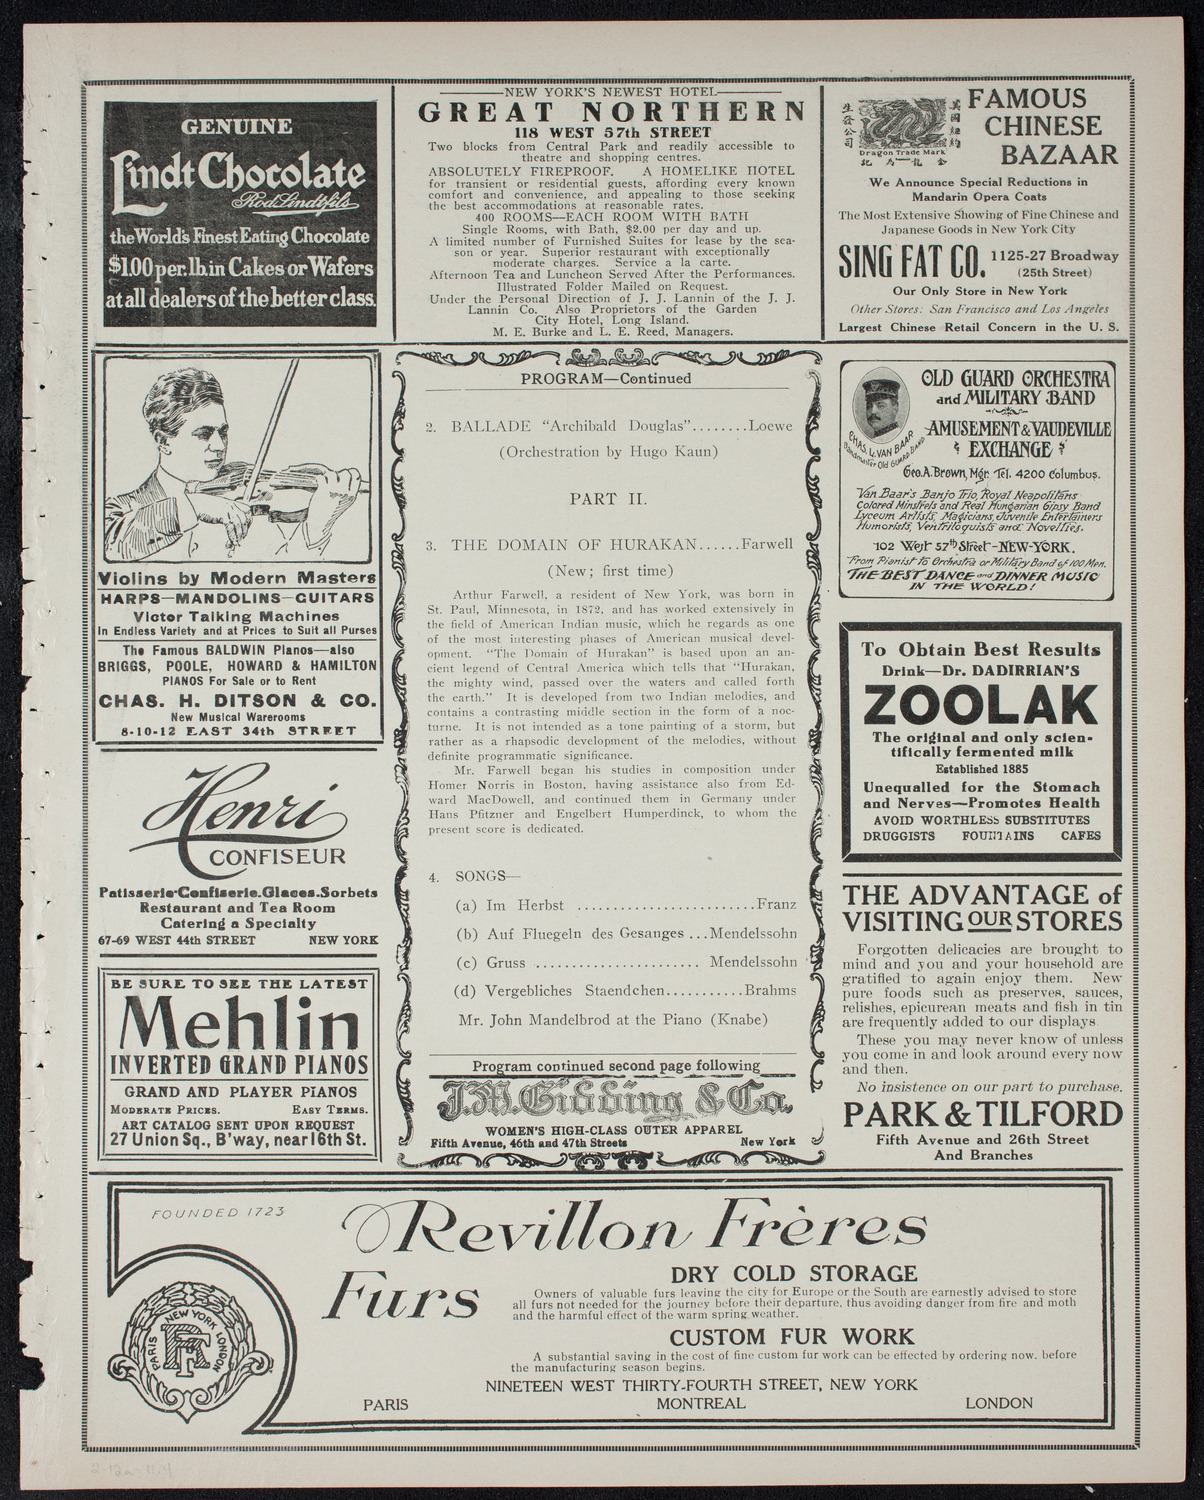 GENUINE
Lindt Chocolate
Rod. Lindt fils
the World's Finest Eating Chocolate
$1.00 per. lb. in Cakes or Wafers
at all dealers of the better class.
NEW YORK'S NEWEST HOTEL
GREAT NORTHERN
118 WEST 57th STREET
Two blocks from Central Park and readily accessible to
theatre and shopping centres.
ABSOLUTELY FIREPROOF. A HOMELIKE HOTEL
for transient or residential guests, affording every known
comfort and convenience, and appealing to those seeking
the best accommodations at reasonable rates.
400 ROOMS—EACH ROOM WITH BATH
Single Rooms, with Bath, $2.00 per day and up.
A limited number of Furnished Suites for lease by the sea-
son or year. Superior restaurant with exceptionally
moderate charges. Service a la carte.
Afternoon Tea and Luncheon Served After the Performances.
Illustrated Folder Mailed on Request.
Under the Personal Direction of J. J. Lannin of the J. J.
Lannin Co. Also Proprietors of the Garden
City Hotel, Long Island.
M. E. Burke and L. E. Reed, Managers.
生發公司
Dragon Trade Mark
FAMOUS
CHINESE
BAZAAR
We Announce Special Reductions in
Mandarin Opera Coats
The Most Extensive Showing of Fine Chinese and
Japanese Goods in New York City
SING FAT CO. 1125-27 Broadway
(25th Street)
Our Only Store in New York
Other Stores: San Francisco and Los Angeles
Largest Chinese Retail Concern in the U. S.
Violins by Modern Masters
HARPS—MANDOLINS—GUITARS
Victor Talking Machines
In Endless Variety and at Prices to Suit all Purses
The Famous BALDWIN Pianos—also
BRIGGS, POOLE, HOWARD & HAMILTON
PIANOS For Sale or to Rent
CHAS. H. DITSON & CO.
New Musical Warerooms
8-10-12 EAST 34th STREET
Henri
CONFISEUR
Patisserie-Confiserie.Glaces.Sorbets
Restaurant and Tea Room
Catering a Specialty
67-69 WEST 44th STREET NEW YORK
BE SURE TO SEE THE LATEST
Mehlin
INVERTED GRAND PIANOS
GRAND AND PLAYER PIANOS
MODERATE PRICES. EASY TERMS.
ART CATALOG SENT UPON REQUEST
27 Union Sq., B'way, near 16th St.
PROGRAM—Continued
2. BALLADE "Archibald Douglas"........Loewe
(Orchestration by Hugo Kaun)
PART II.
3. THE DOMAIN OF HURAKAN......Farwell
(New; first time)
Arthur Farwell, a resident of New York, was born in
St. Paul, Minnesota, in 1872, and has worked extensively in
the field of American Indian music, which he regards as one
of the most interesting phases of American musical devel-
opment. "The Domain of Hurakan" is based upon an an-
cient legend of Central America which tells that "Hurakan,
the mighty wind, passed over the waters and called forth
the earth." It is developed from two Indian melodies, and
contains a contrasting middle section in the form of a noc-
turne. It is not intended as a tone painting of a storm, but
rather as a rhapsodic development of the melodies, without
definite programmatic significance.
Mr. Farwell began his studies in composition under
Homer Norris in Boston, having assistance also from Ed-
ward MacDowell, and continued them in Germany under
Hans Pfitzner and Engelbert Humperdinck, to whom the
present score is dedicated.
4. SONGS—
(a) Im Herbst .........................Franz
(b) Auf Fluegeln des Gesanges ...Mendelssohn
(c) Gruss ....................... Mendelssohn
(d) Vergebliches Staendchen...........Brahms
Mr. John Mandelbrod at the Piano (Knabe)
Program continued second page following
J.M. Gidding & Co.
WOMEN'S HIGH-CLASS OUTER APPAREL
Fifth Avenue, 46th and 47th Streets New York
CHAS. L. VAN BAAR
Bandmaster Old GUARD BAND
OLD GUARD ORCHESTRA
and MILITARY BAND
AMUSEMENT & VAUDEVILLE
EXCHANGE
Geo. A. Brown, Mgr. Tel. 4200 Columbus.
Van Baar's Banjo Trio, Royal Neapolitans
Colored Minstrels and Real Hungarian Gipsy Band
Lyceum Artists, Magicians, Juvenile Entertainers
Humorists, Ventriloquists and Novelties.
102 West 57th Street—NEW-YORK.
From Pianist to Orchestra or Military Band of 100 Men.
THE BEST DANCE and DINNER MUSIC
IN THE WORLD!
To Obtain Best Results
Drink—Dr. DADIRRIAN'S
ZOOLAK
The original and only scien-
tifically fermented milk
Established 1885
Unequalled for the Stomach
and Nerves—Promotes Health
AVOID WORTHLESS SUBSTITUTES
DRUGGISTS FOUNTAINS CAFES
THE ADVANTAGE of
VISITING OUR STORES
Forgotten delicacies are brought to
mind and you and your household are
gratified to again enjoy them. New
pure foods such as preserves, sauces,
relishes, epicurean meats and fish in tin
are frequently added to our displays
These you may never know of unless
you come in and look around every now
and then.
No insistence on our part to purchase.
PARK & TILFORD
Fifth Avenue and 26th Street
And Branches
FOUNDED 1723
Revillon Frères
Furs
PARIS NEW YORK LONDON
RF
DRY COLD STORAGE
Owners of valuable furs leaving the city for Europe or the South are earnestly advised to store
all furs not needed for the journey before their departure, thus avoiding danger from fire and moth
and the harmful effect of the warm spring weather.
CUSTOM FUR WORK
A substantial saving in the cost of fine custom fur work can be effected by ordering now, before
the manufacturing season begins.
NINETEEN WEST THIRTY-FOURTH STREET, NEW YORK
PARIS MONTREAL LONDON